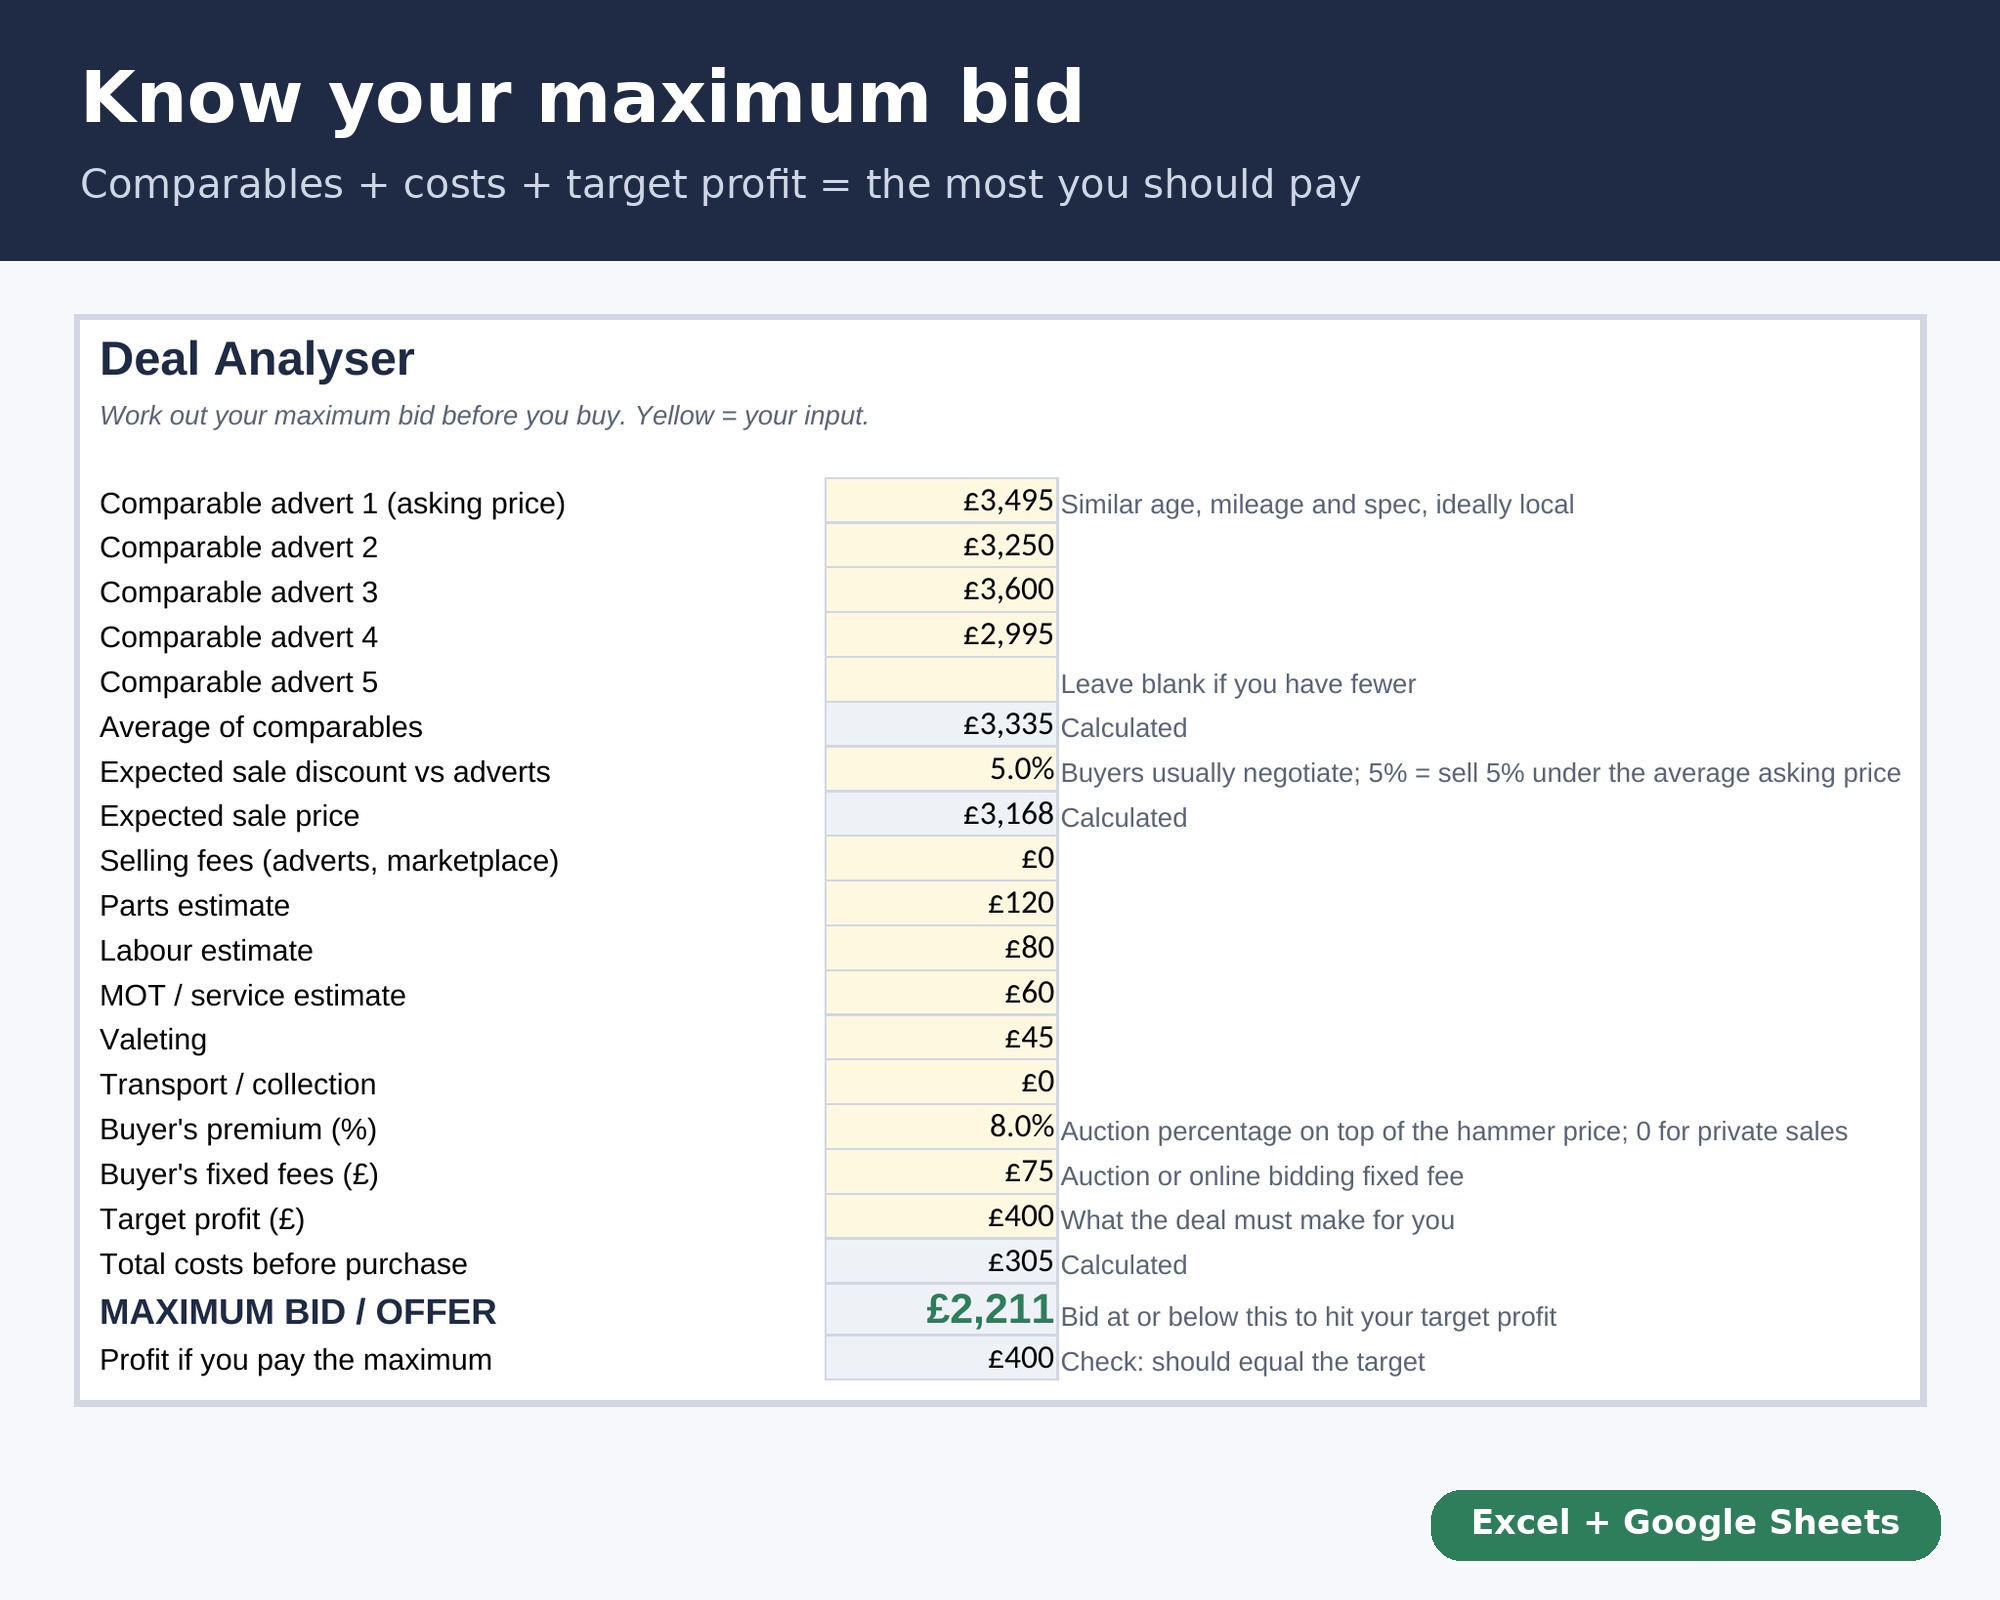 Know your maximum bid
Comparables + costs + target profit = the most you should pay
Deal Analyser
Work out your maximum bid before you buy. Yellow = your input.
Comparable advert 1 (asking price) £3,495 Similar age, mileage and spec, ideally local
Comparable advert 2 £3,250
Comparable advert 3 £3,600
Comparable advert 4 £2,995
Comparable advert 5 Leave blank if you have fewer
Average of comparables £3,335 Calculated
Expected sale discount vs adverts 5.0% Buyers usually negotiate; 5% = sell 5% under the average asking price
Expected sale price £3,168 Calculated
Selling fees (adverts, marketplace) £0
Parts estimate £120
Labour estimate £80
MOT / service estimate £60
Valeting £45
Transport / collection £0
Buyer's premium (%) 8.0% Auction percentage on top of the hammer price; 0 for private sales
Buyer's fixed fees (£) £75 Auction or online bidding fixed fee
Target profit (£) £400 What the deal must make for you
Total costs before purchase £305 Calculated
MAXIMUM BID / OFFER £2,211 Bid at or below this to hit your target profit
Profit if you pay the maximum £400 Check: should equal the target
Excel + Google Sheets